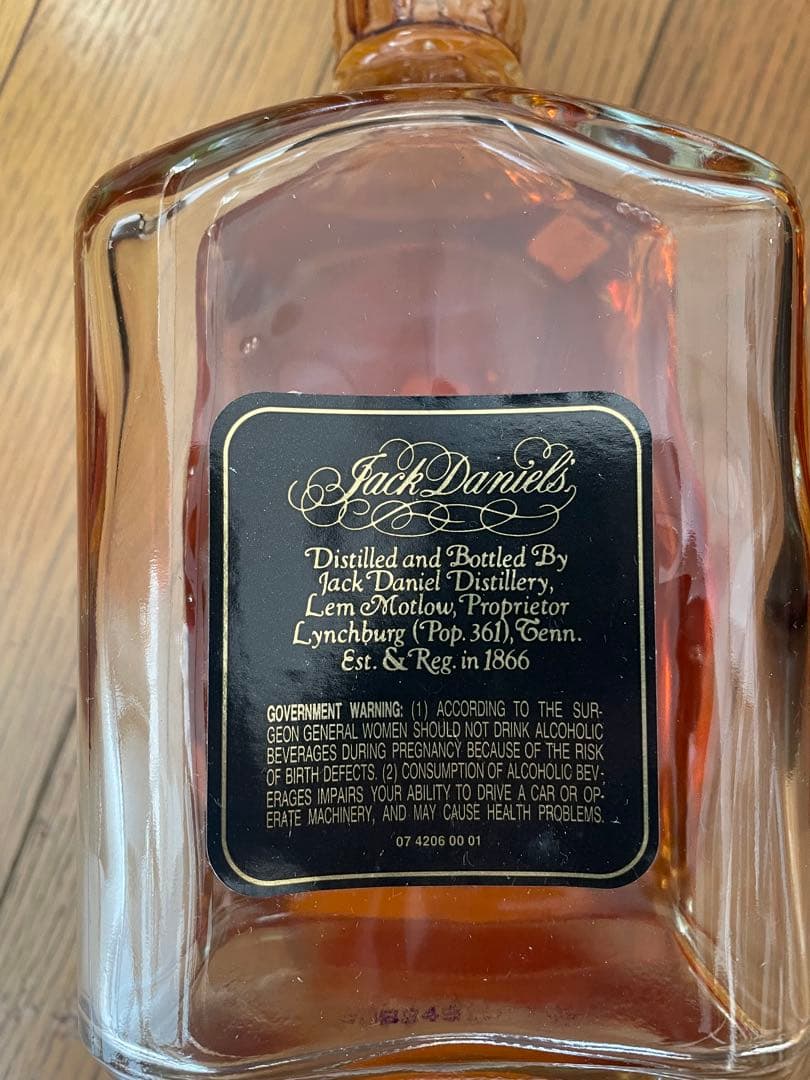 Jack Daniel's
Distilled and Bottled By
Jack Daniel Distillery,
Lem Motlow, Proprietor
Lynchburg (Pop. 361), Tenn.
Est. & Reg. in 1866
GOVERNMENT WARNING: (1) ACCORDING TO THE SUR-
GEON GENERAL WOMEN SHOULD NOT DRINK ALCOHOLIC
BEVERAGES DURING PREGNANCY BECAUSE OF THE RISK
OF BIRTH DEFECTS. (2) CONSUMPTION OF ALCOHOLIC BEV-
ERAGES IMPAIRS YOUR ABILITY TO DRIVE A CAR OR OP-
ERATE MACHINERY, AND MAY CAUSE HEALTH PROBLEMS.
07 4206 00 01